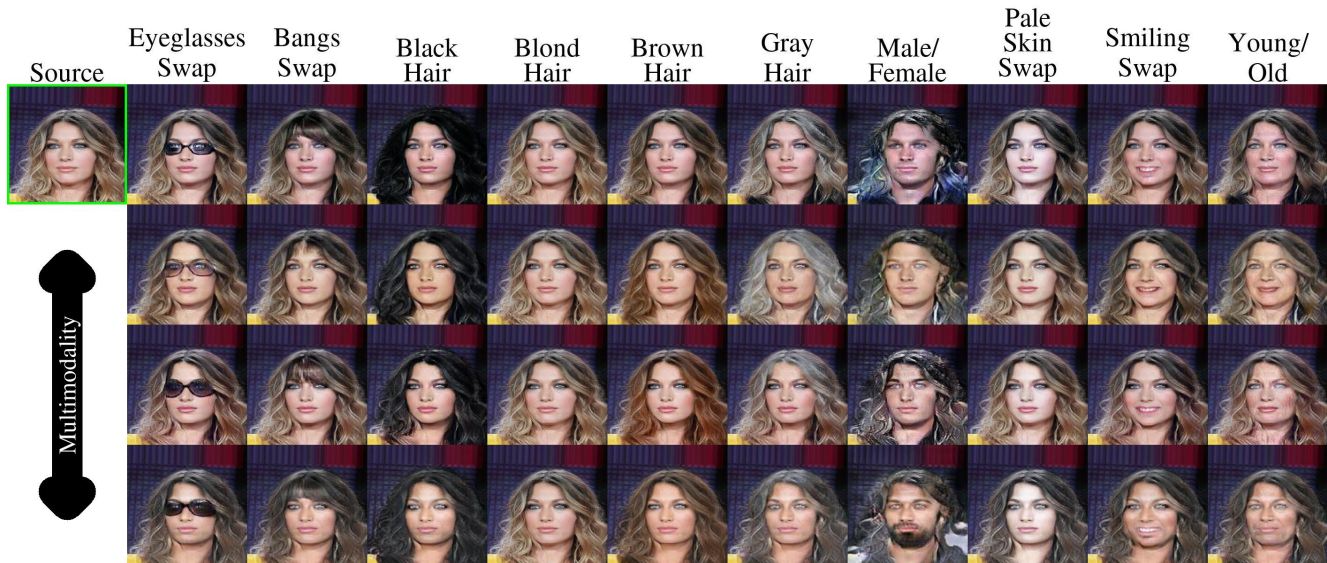 Source
Eyeglasses
Swap
Bangs
Swap
Black
Hair
Blond
Hair
Brown
Hair
Gray
Hair
Male/
Female
Pale
Skin
Swap
Smiling
Swap
Young/
Old
Multimodality